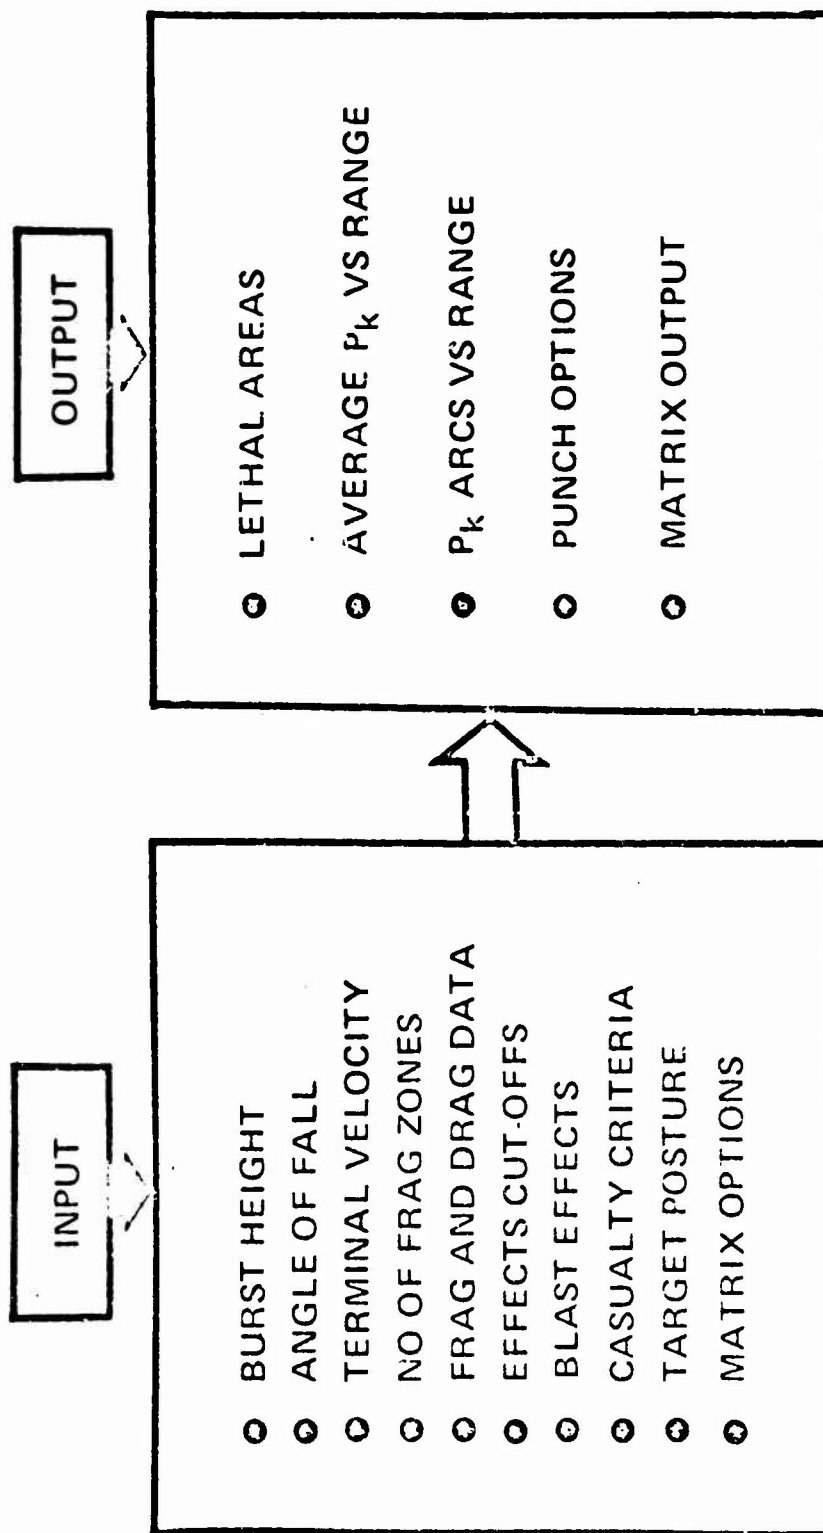 INPUT
BURST HEIGHT
ANGLE OF FALL
TERMINAL VELOCITY
NO OF FRAG ZONES
FRAG AND DRAG DATA
EFFECTS CUT-OFFS
BLAST EFFECTS
CASUALTY CRITERIA
TARGET POSTURE
MATRIX OPTIONS
OUTPUT
LETHAL AREAS
AVERAGE Pk VS RANGE
Pk ARCS VS RANGE
PUNCH OPTIONS
MATRIX OUTPUT